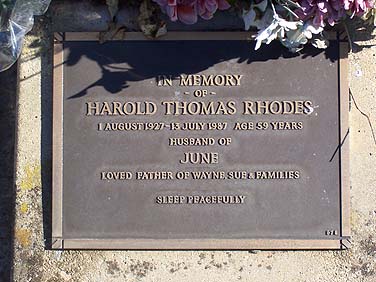 IN MEMORY
- OF -
HAROLD THOMAS RHODES
1 AUGUST 1927 - 13 JULY 1987 AGE 59 YEARS
HUSBAND OF
JUNE
LOVED FATHER OF WAYNE, SUE & FAMILIES
SLEEP PEACEFULLY